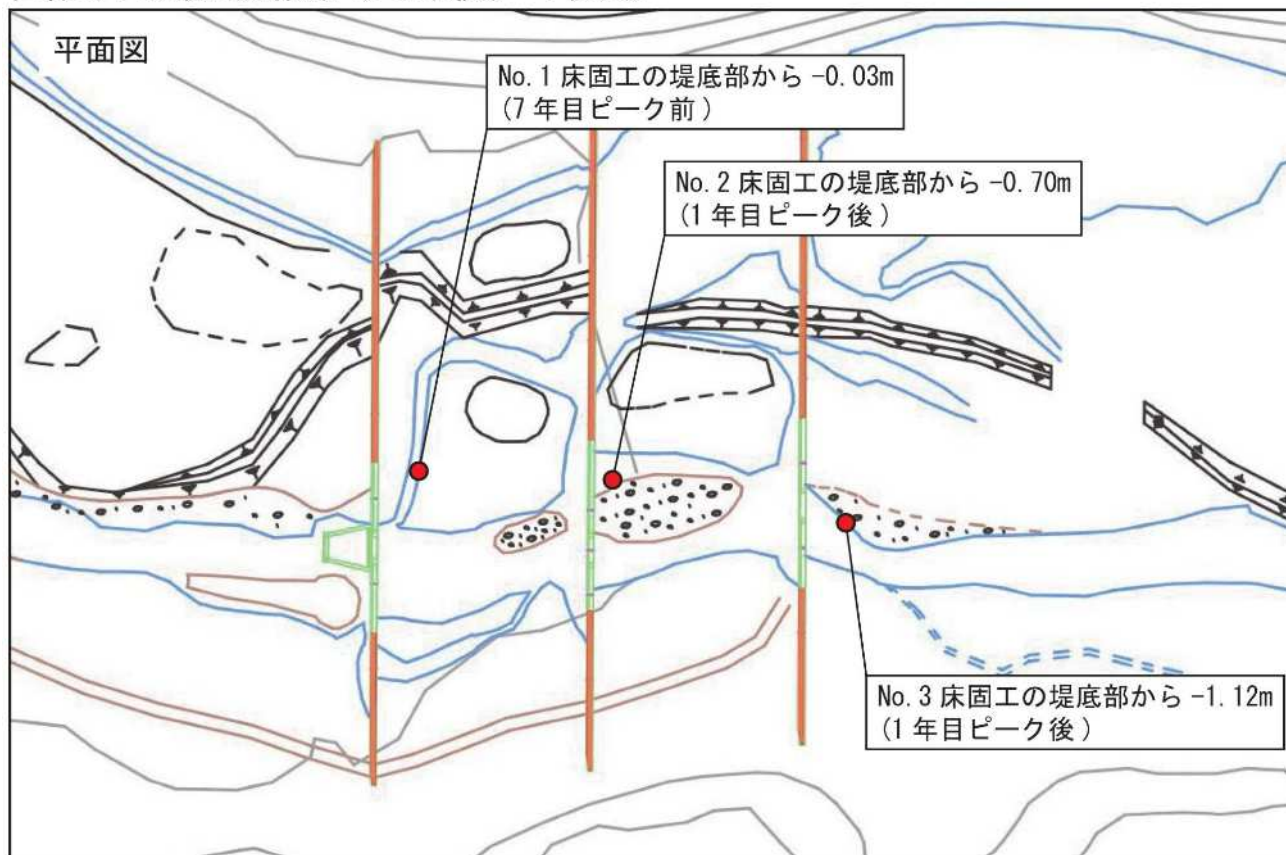 平面図
No.1 床固工の堤底部から -0.03m
(7 年目ピーク前 )
No.2 床固工の堤底部から -0.70m
(1 年目ピーク後 )
No.3 床固工の堤底部から -1.12m
(1 年目ピーク後 )